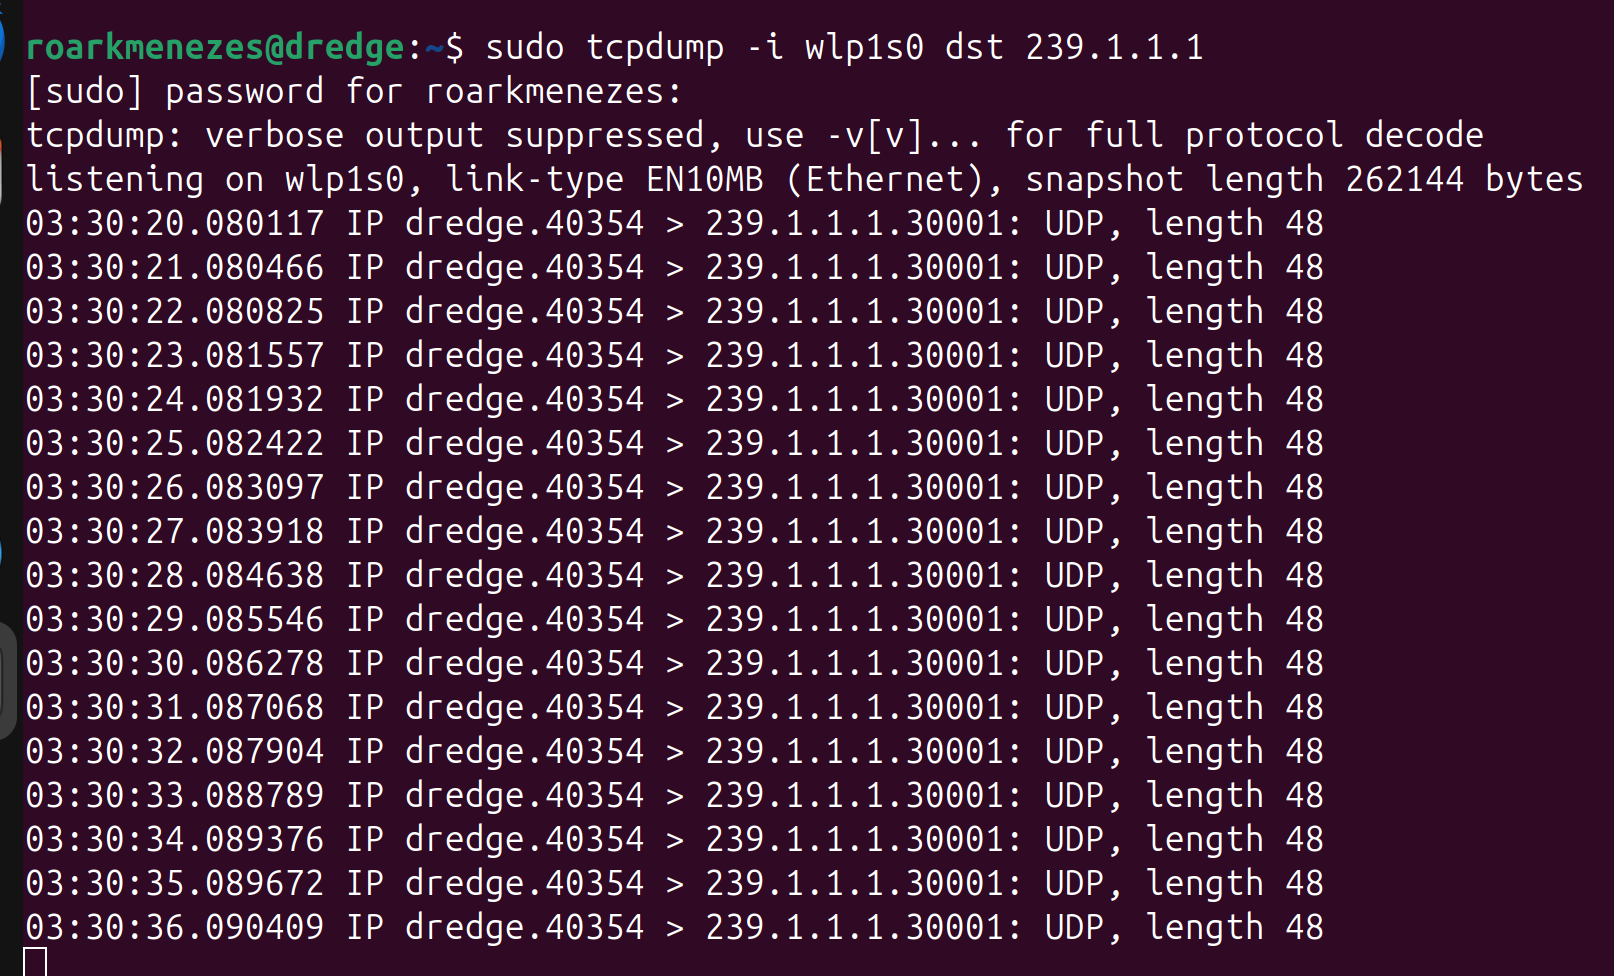 roarkmenezes@dredge:~$ sudo tcpdump -i wlp1s0 dst 239.1.1.1
[sudo] password for roarkmenezes:
tcpdump: verbose output suppressed, use -v[v]... for full protocol decode
listening on wlp1s0, link-type EN10MB (Ethernet), snapshot length 262144 bytes
03:30:20.080117 IP dredge.40354 > 239.1.1.1.30001: UDP, length 48
03:30:21.080466 IP dredge.40354 > 239.1.1.1.30001: UDP, length 48
03:30:22.080825 IP dredge.40354 > 239.1.1.1.30001: UDP, length 48
03:30:23.081557 IP dredge.40354 > 239.1.1.1.30001: UDP, length 48
03:30:24.081932 IP dredge.40354 > 239.1.1.1.30001: UDP, length 48
03:30:25.082422 IP dredge.40354 > 239.1.1.1.30001: UDP, length 48
03:30:26.083097 IP dredge.40354 > 239.1.1.1.30001: UDP, length 48
03:30:27.083918 IP dredge.40354 > 239.1.1.1.30001: UDP, length 48
03:30:28.084638 IP dredge.40354 > 239.1.1.1.30001: UDP, length 48
03:30:29.085546 IP dredge.40354 > 239.1.1.1.30001: UDP, length 48
03:30:30.086278 IP dredge.40354 > 239.1.1.1.30001: UDP, length 48
03:30:31.087068 IP dredge.40354 > 239.1.1.1.30001: UDP, length 48
03:30:32.087904 IP dredge.40354 > 239.1.1.1.30001: UDP, length 48
03:30:33.088789 IP dredge.40354 > 239.1.1.1.30001: UDP, length 48
03:30:34.089376 IP dredge.40354 > 239.1.1.1.30001: UDP, length 48
03:30:35.089672 IP dredge.40354 > 239.1.1.1.30001: UDP, length 48
03:30:36.090409 IP dredge.40354 > 239.1.1.1.30001: UDP, length 48